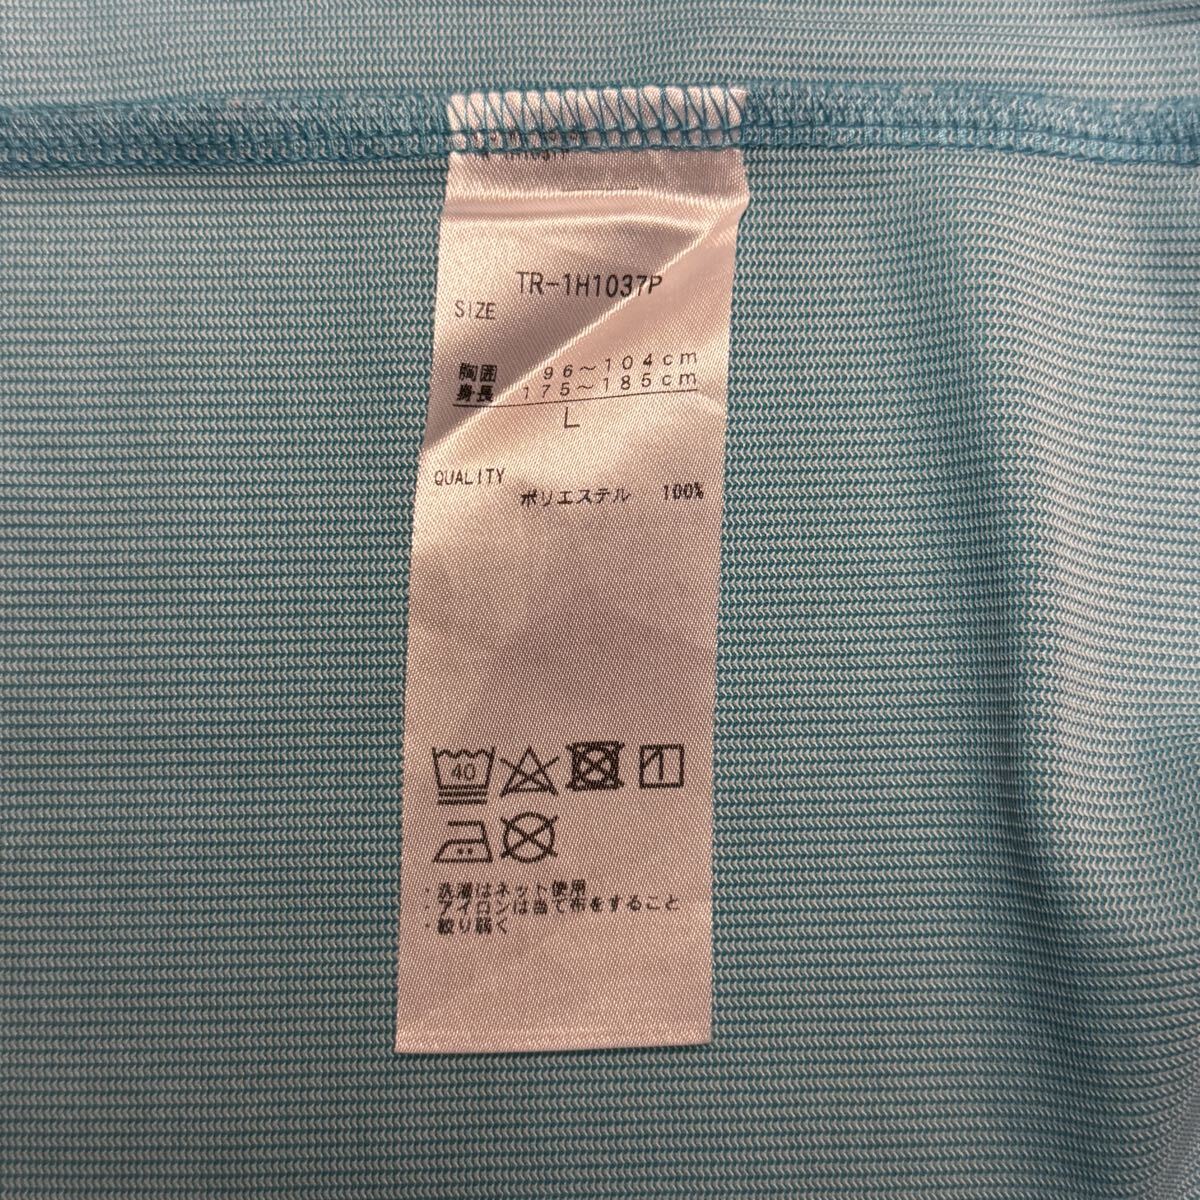 TR-1H1037P
SIZE
胸囲 96～104cm
身長 175～185cm
L
QUALITY
ポリエステル 100%
40
・洗濯はネット使用
・アイロンは当て布をすること
・絞り弱く